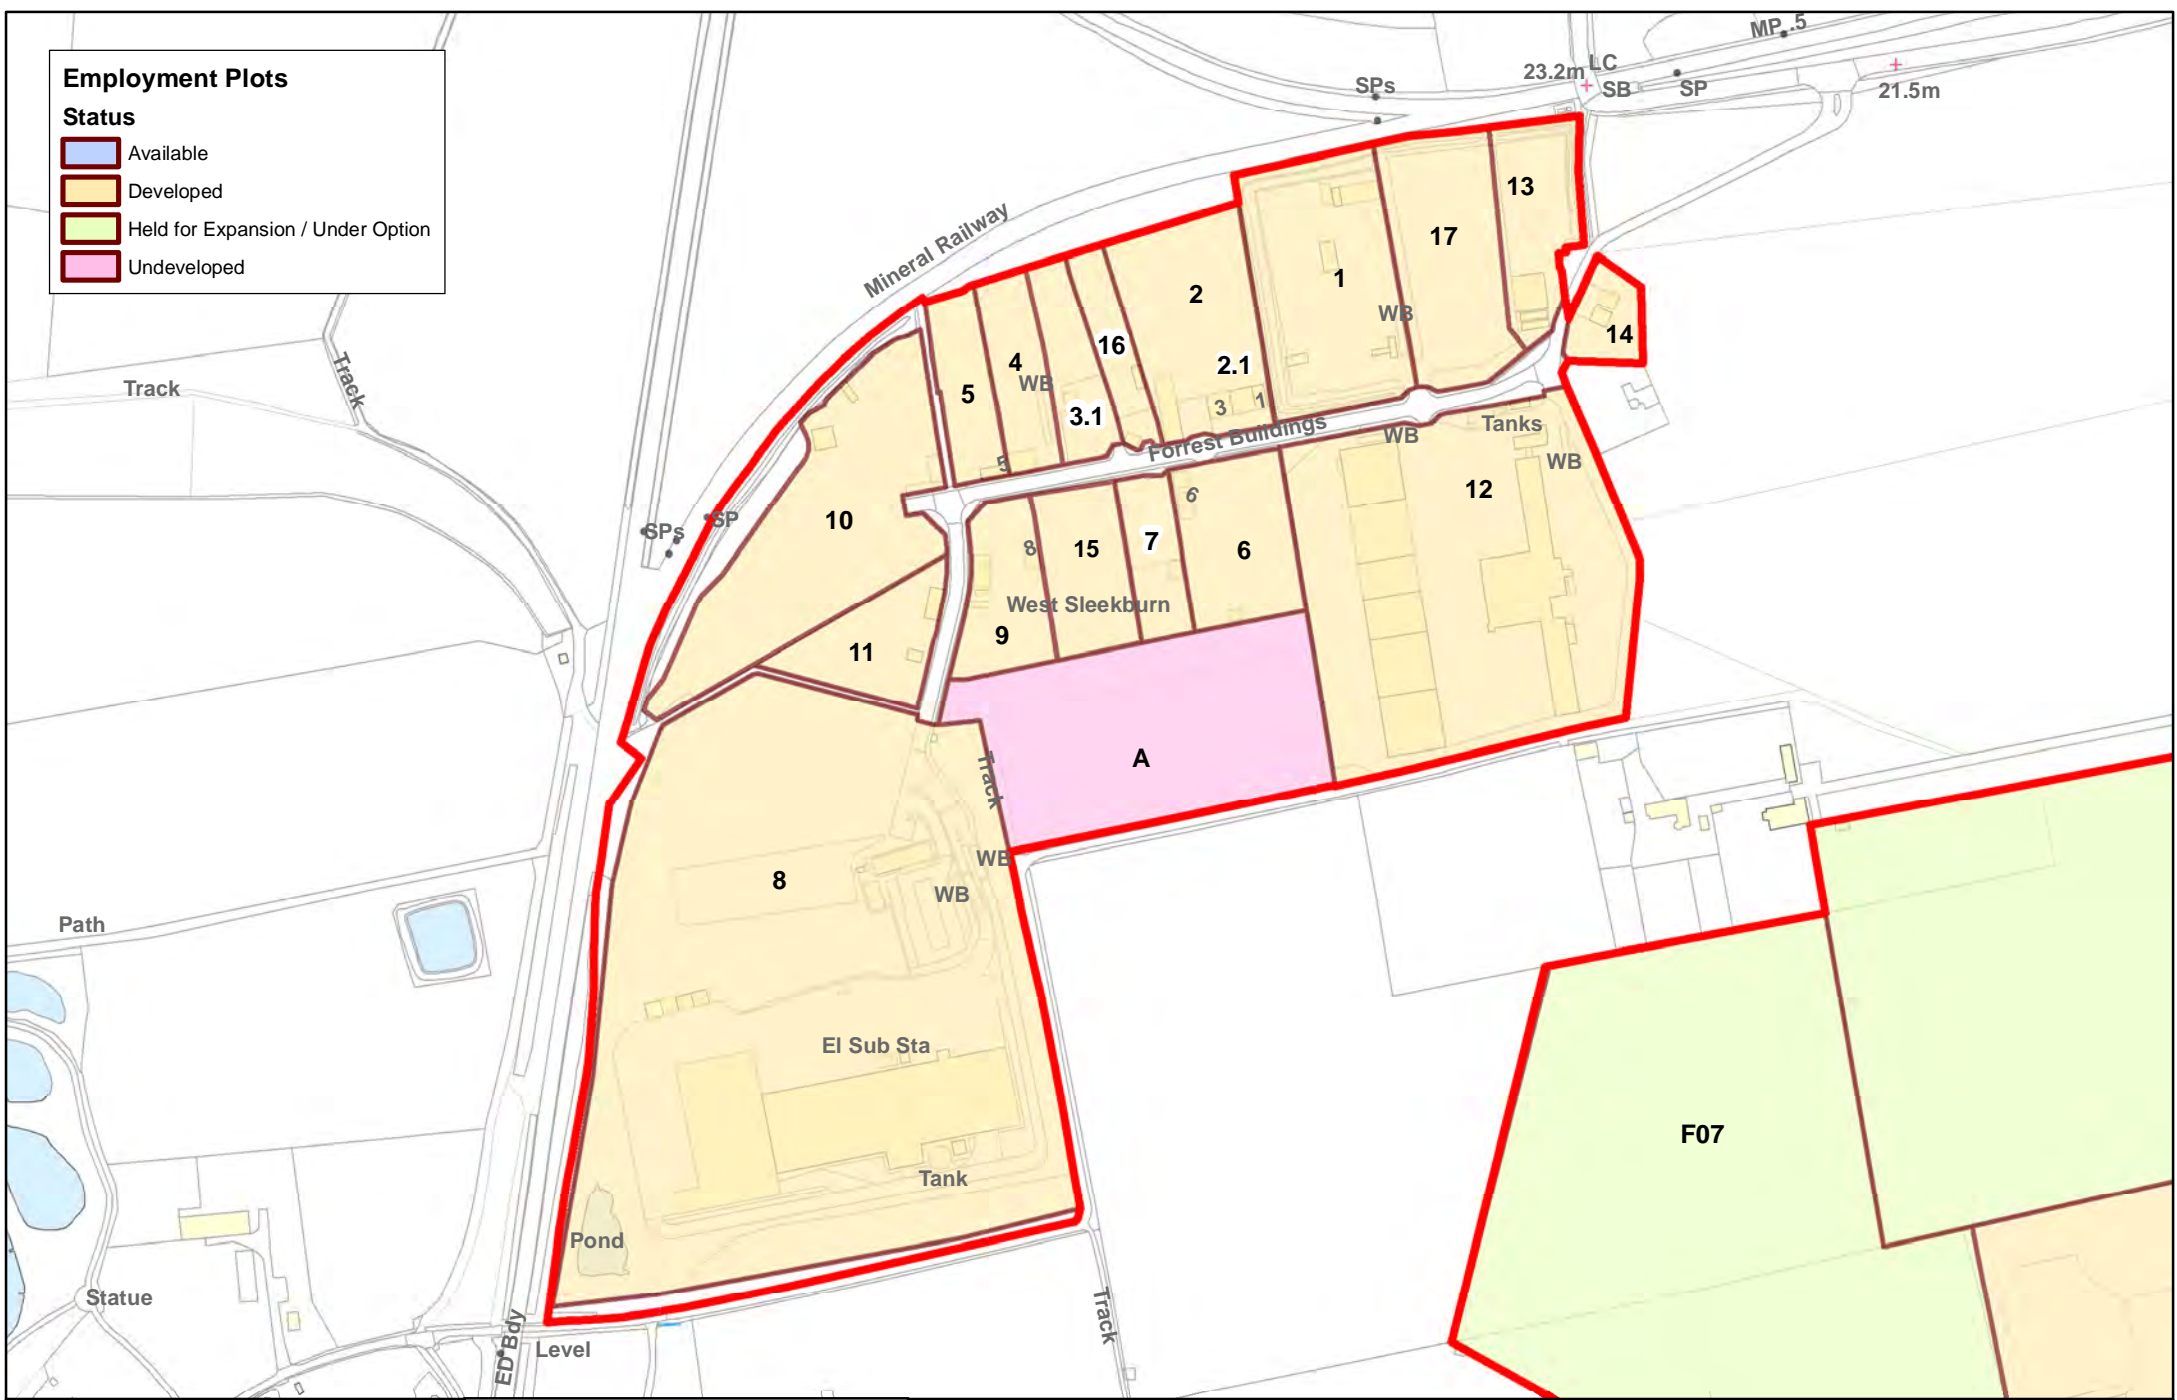 Employment Plots
Status
Available
Developed
Held for Expansion / Under Option
Undeveloped
MP .5
LC
23.2m
SB
SP
21.5m
SPs
Mineral Railway
13
17
2
1
WB
14
16
4
2.1
5
WB
3.1
3
1
Track
Track
Forrest Buildings
WB
Tanks
WB
5
12
6
SPs
SP
10
8
15
7
6
West Sleekburn
9
11
A
Track
WB
8
WB
Path
El Sub Sta
F07
Tank
Pond
Statue
Track
ED Bdy
Level